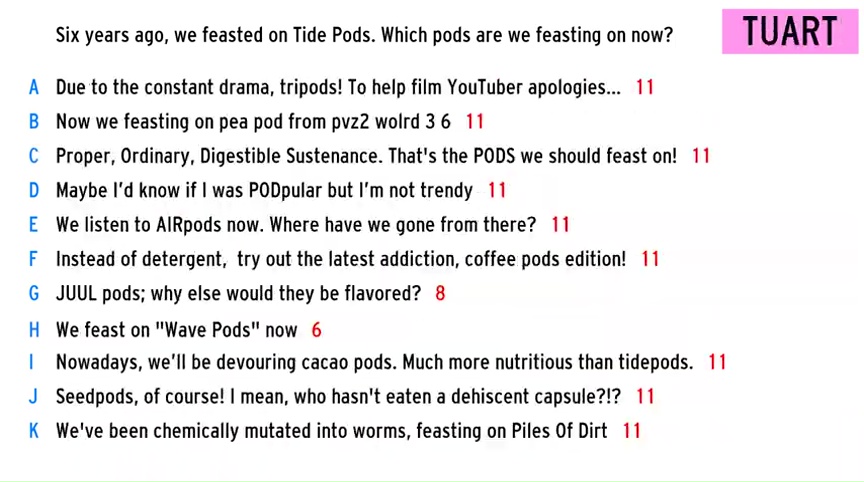 Six years ago, we feasted on Tide Pods. Which pods are we feasting on now?
TUART
A Due to the constant drama, tripods! To help film YouTuber apologies... 11
B Now we feasting on pea pod from pvz2 wolrd 3 6 11
C Proper, Ordinary, Digestible Sustenance. That's the PODS we should feast on! 11
D Maybe I'd know if I was PODpular but I'm not trendy 11
E We listen to AIRpods now. Where have we gone from there? 11
F Instead of detergent, try out the latest addiction, coffee pods edition! 11
G JUUL pods; why else would they be flavored? 8
H We feast on "Wave Pods" now 6
I Nowadays, we'll be devouring cacao pods. Much more nutritious than tidepods. 11
J Seedpods, of course! I mean, who hasn't eaten a dehiscent capsule?!? 11
K We've been chemically mutated into worms, feasting on Piles Of Dirt 11